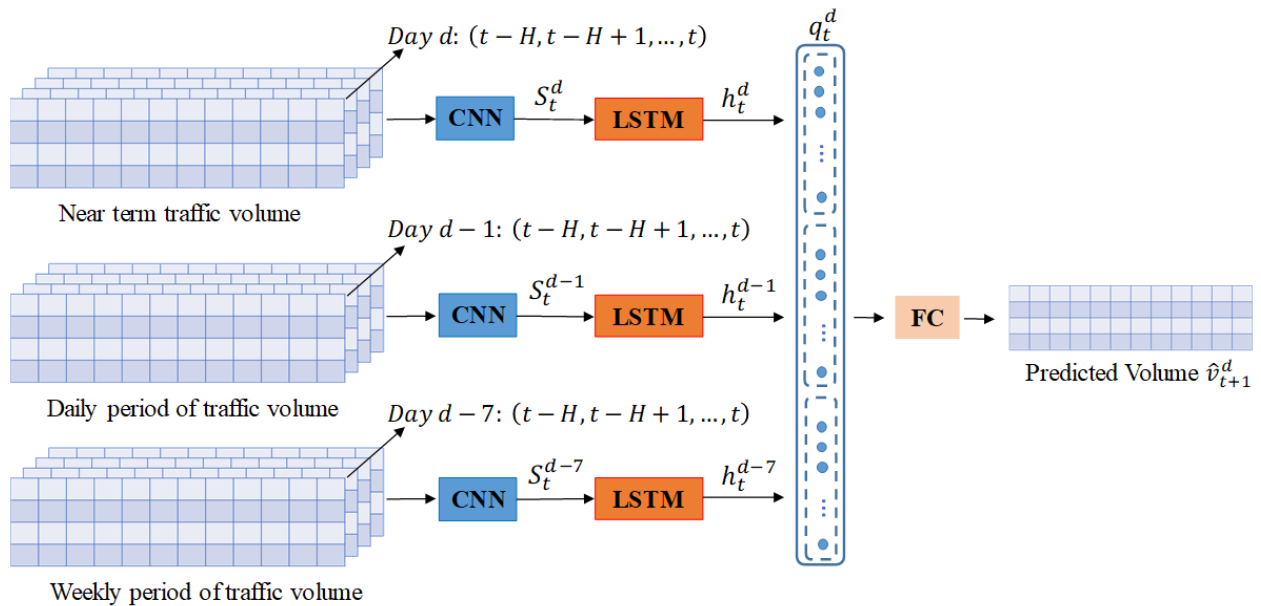 Day d: (t − H, t − H + 1, …, t)
q_t^d
CNN
S_t^d
LSTM
h_t^d
Near term traffic volume
Day d − 1: (t − H, t − H + 1, …, t)
CNN
S_t^{d−1}
LSTM
h_t^{d−1}
FC
Predicted Volume v̂_{t+1}^d
Daily period of traffic volume
Day d − 7: (t − H, t − H + 1, …, t)
CNN
S_t^{d−7}
LSTM
h_t^{d−7}
Weekly period of traffic volume